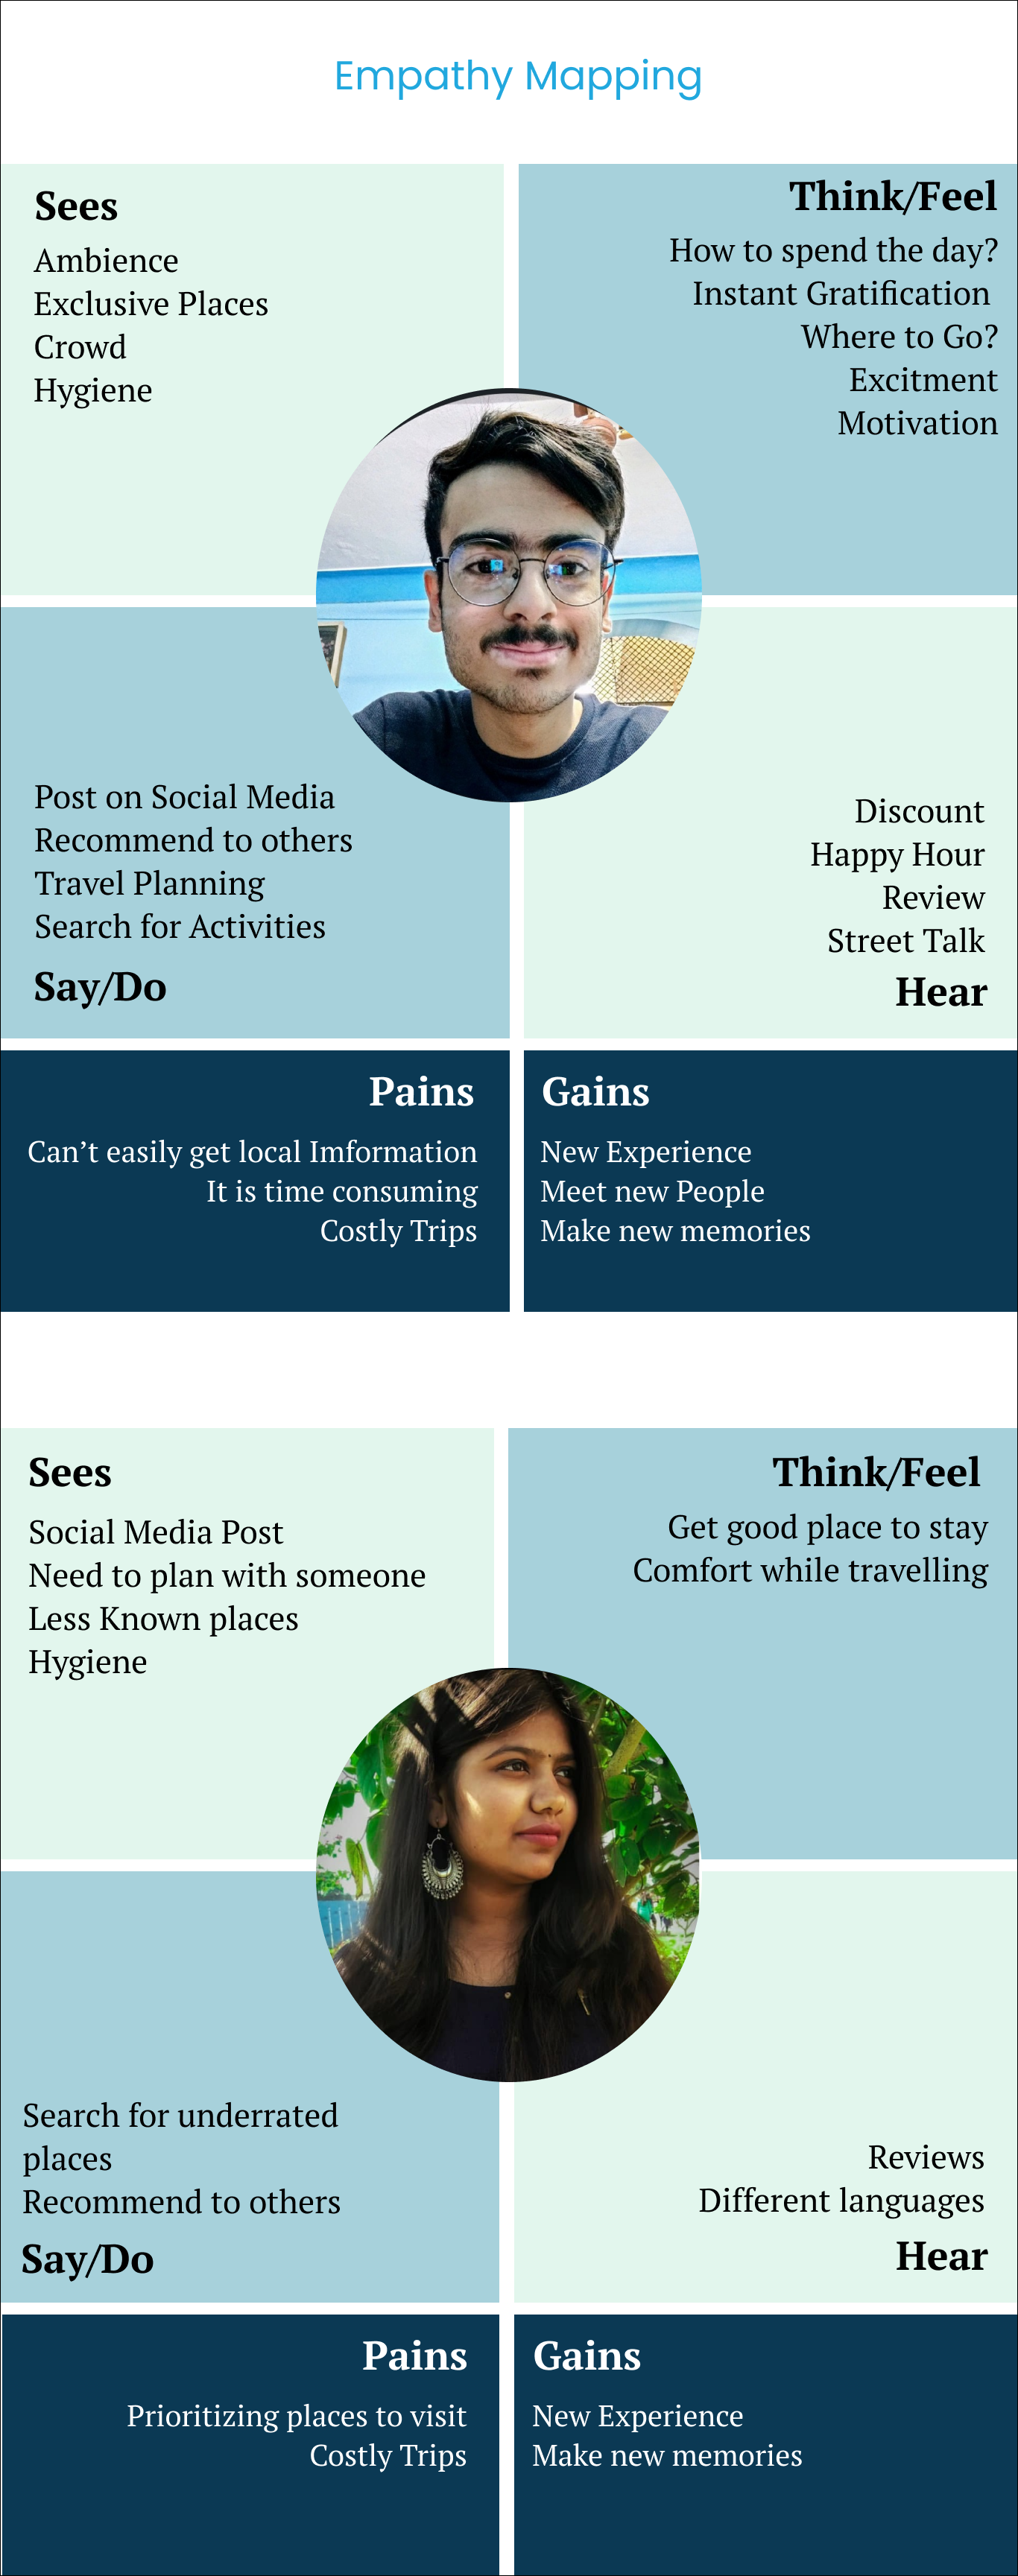 Empathy Mapping
Sees
Ambience
Exclusive Places
Crowd
Hygiene
Think/Feel
How to spend the day?
Instant Gratification
Where to Go?
Excitment
Motivation
Post on Social Media
Recommend to others
Travel Planning
Search for Activities
Say/Do
Discount
Happy Hour
Review
Street Talk
Hear
Pains
Can’t easily get local Imformation
It is time consuming
Costly Trips
Gains
New Experience
Meet new People
Make new memories
Sees
Social Media Post
Need to plan with someone
Less Known places
Hygiene
Think/Feel
Get good place to stay
Comfort while travelling
Search for underrated
places
Recommend to others
Say/Do
Reviews
Different languages
Hear
Pains
Prioritizing places to visit
Costly Trips
Gains
New Experience
Make new memories